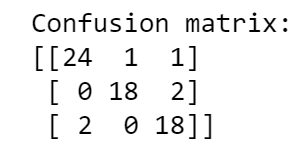 Confusion matrix:
[[24  1  1]
 [ 0 18  2]
 [ 2  0 18]]